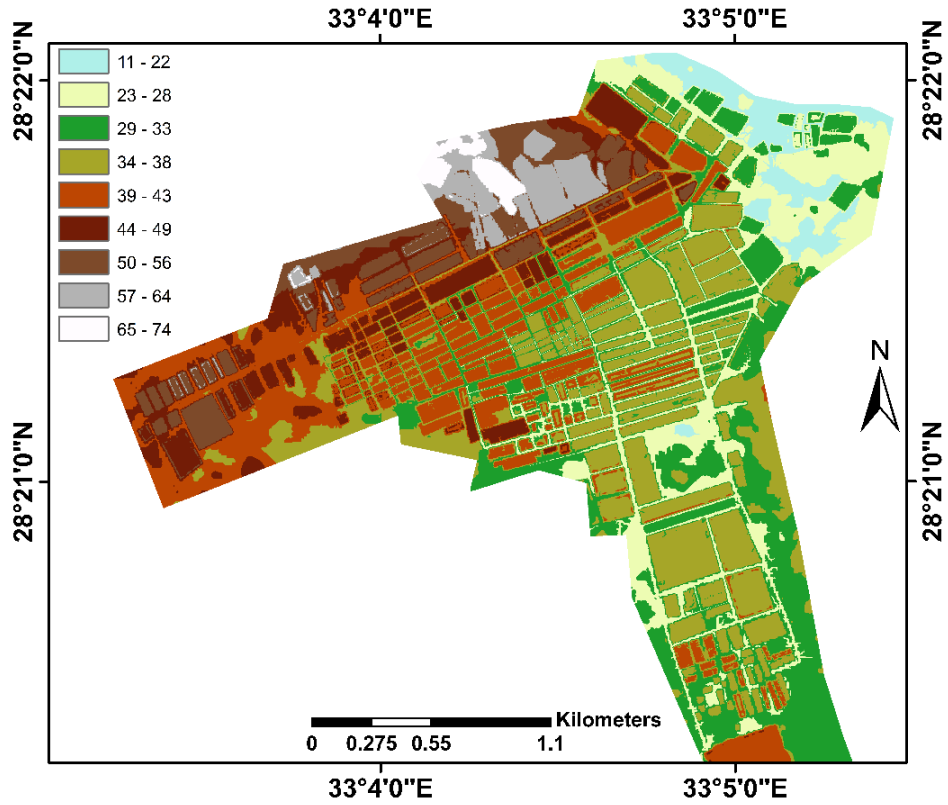 33°4'0"E 33°5'0"E
28°22'0"N 28°22'0"N
11 - 22
23 - 28
29 - 33
34 - 38
39 - 43
44 - 49
50 - 56
57 - 64
65 - 74
N
28°21'0"N 28°21'0"N
Kilometers
0 0.275 0.55 1.1
33°4'0"E 33°5'0"E